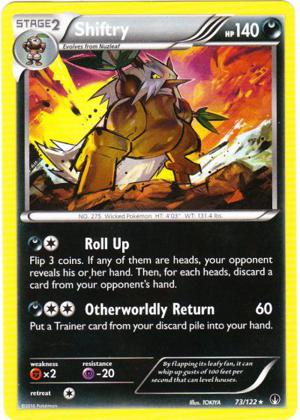 STAGE2 Shiftry HP140
Evolves from Nuzleaf
NO. 275 Wicked Pokémon HT: 4'03" WT: 131.4 lbs.
Roll Up
Flip 3 coins. If any of them are heads, your opponent
reveals his or her hand. Then, for each heads, discard a
card from your opponent's hand.
Otherworldly Return 60
Put a Trainer card from your discard pile into your hand.
weakness resistance
×2 -20
retreat
By flapping its leafy fan, it can
whip up gusts of 100 feet per
second that can level houses.
Illus. TOKIYA 73/122 ★
©2016 Pokémon